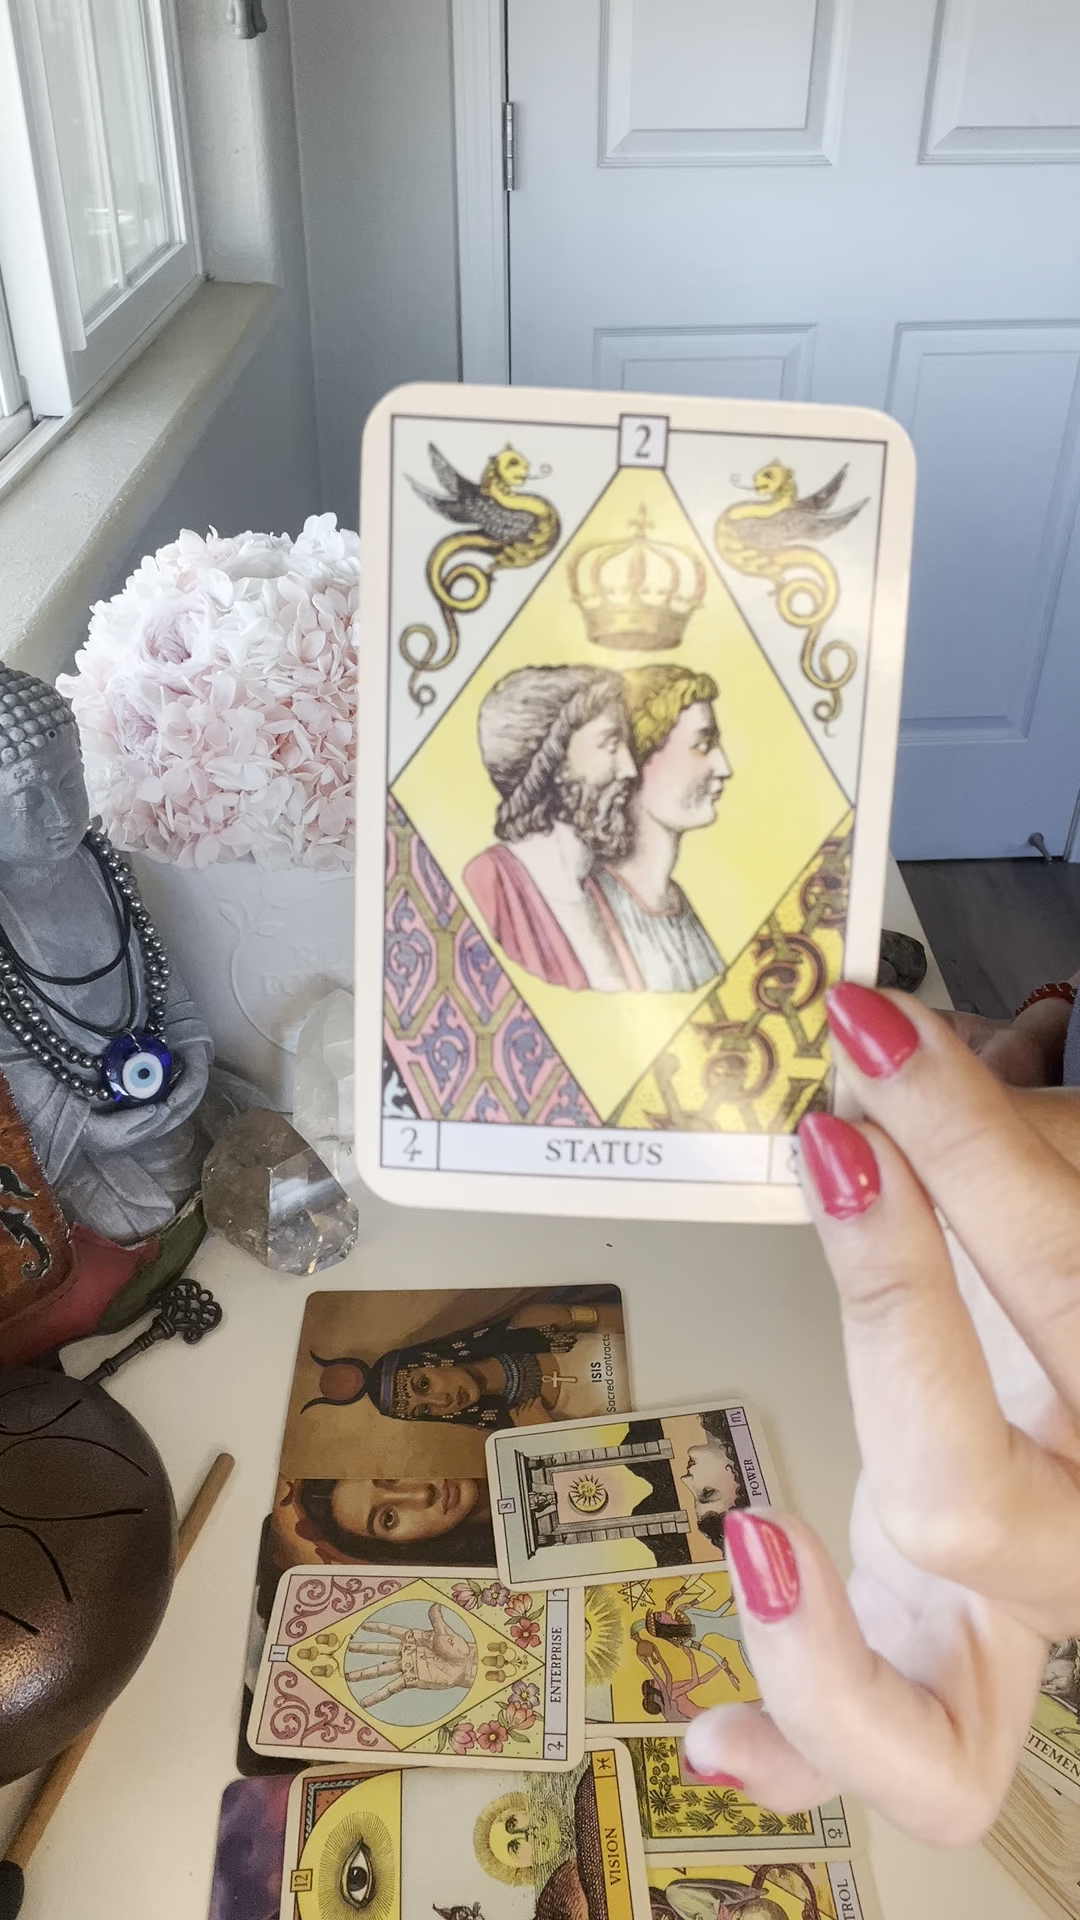 2
♃ STATUS
ISIS
Sacred contracts
8
POWER ♏
1
ENTERPRISE
♃
12
VISION ♓
♀